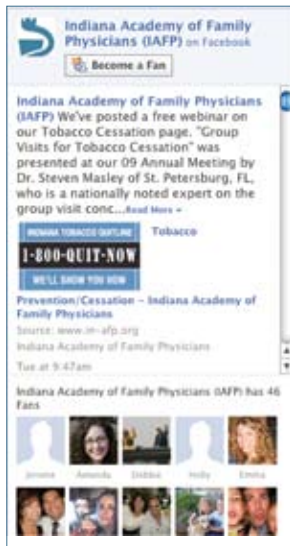 Indiana Academy of Family
Physicians (IAFP) on Facebook
Become a Fan
Indiana Academy of Family Physicians
(IAFP) We've posted a free webinar on
our Tobacco Cessation page. "Group
Visits for Tobacco Cessation" was
presented at our 09 Annual Meeting by
Dr. Steven Masley of St. Petersburg, FL,
who is a nationally noted expert on the
group visit conc...Read More
INDIANA TOBACCO QUITLINE
1-800-QUIT-NOW
WE'LL SHOW YOU HOW
Tobacco
Prevention/Cessation - Indiana Academy of
Family Physicians
Source: www.in-afp.org
Indiana Academy of Family Physicians
Tue at 9:47am
Indiana Academy of Family Physicians (IAFP) has 46
Fans
Jerome Amanda Debbie Holly Emma